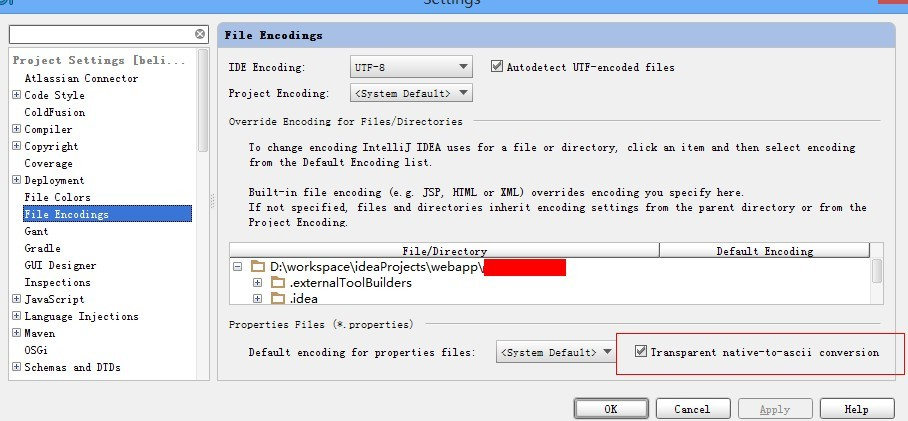 Settings
File Encodings
Project Settings [beli...
Atlassian Connector
Code Style
ColdFusion
Compiler
Copyright
Coverage
Deployment
File Colors
File Encodings
Gant
Gradle
GUI Designer
Inspections
JavaScript
Language Injections
Maven
OSGi
Schemas and DTDs
IDE Encoding: UTF-8 Autodetect UTF-encoded files
Project Encoding: <System Default>
Override Encoding for Files/Directories
To change encoding IntelliJ IDEA uses for a file or directory, click an item and then select encoding
from the Default Encoding list.
Built-in file encoding (e.g. JSP, HTML or XML) overrides encoding you specify here.
If not specified, files and directories inherit encoding settings from the parent directory or from the
Project Encoding.
File/Directory Default Encoding
D:\workspace\ideaProjects\webapp\
.externalToolBuilders
.idea
Properties Files (*.properties)
Default encoding for properties files: <System Default> Transparent native-to-ascii conversion
OK Cancel Apply Help